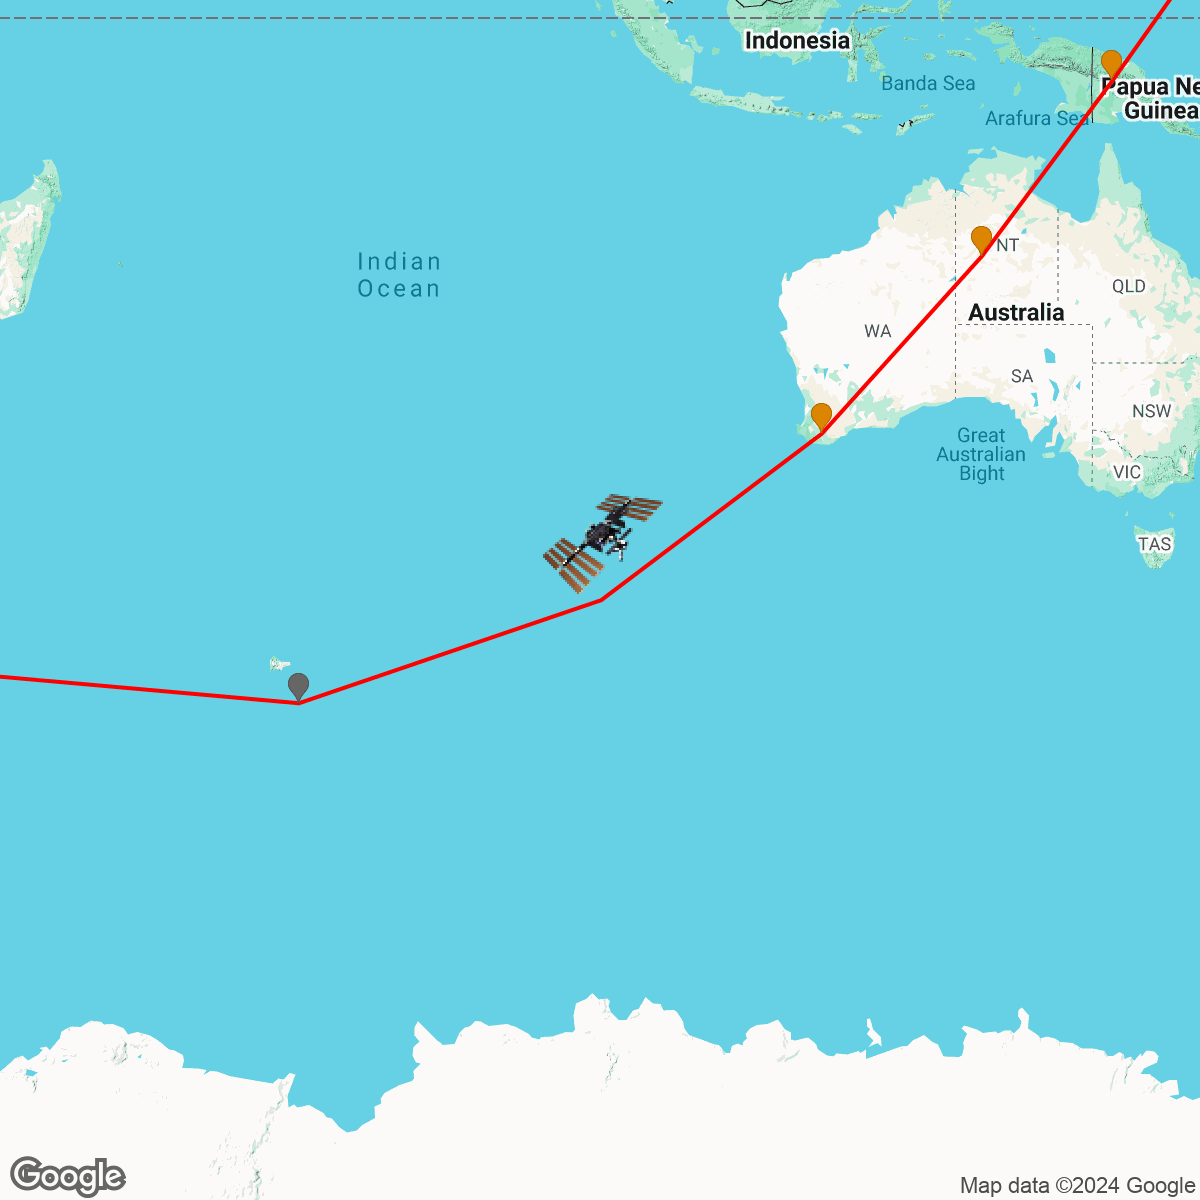 Indonesia
Banda Sea
Papua Ne
Guinea
Arafura Sea
Indian
Ocean
NT
QLD
Australia
WA
SA
NSW
Great
Australian
Bight
VIC
TAS
Google
Map data ©2024 Google